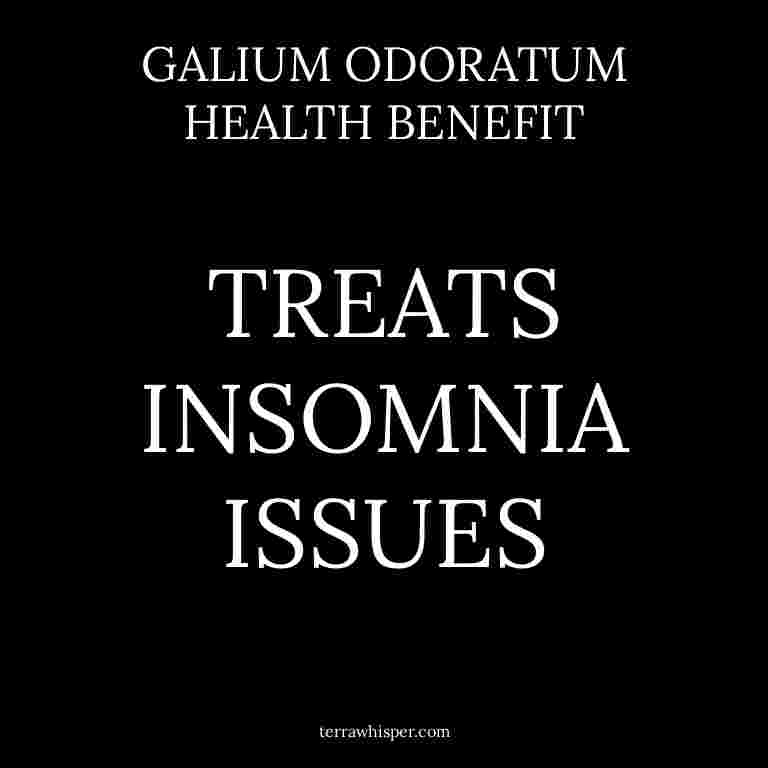 GALIUM ODORATUM
HEALTH BENEFIT
TREATS
INSOMNIA
ISSUES
terrawhisper.com